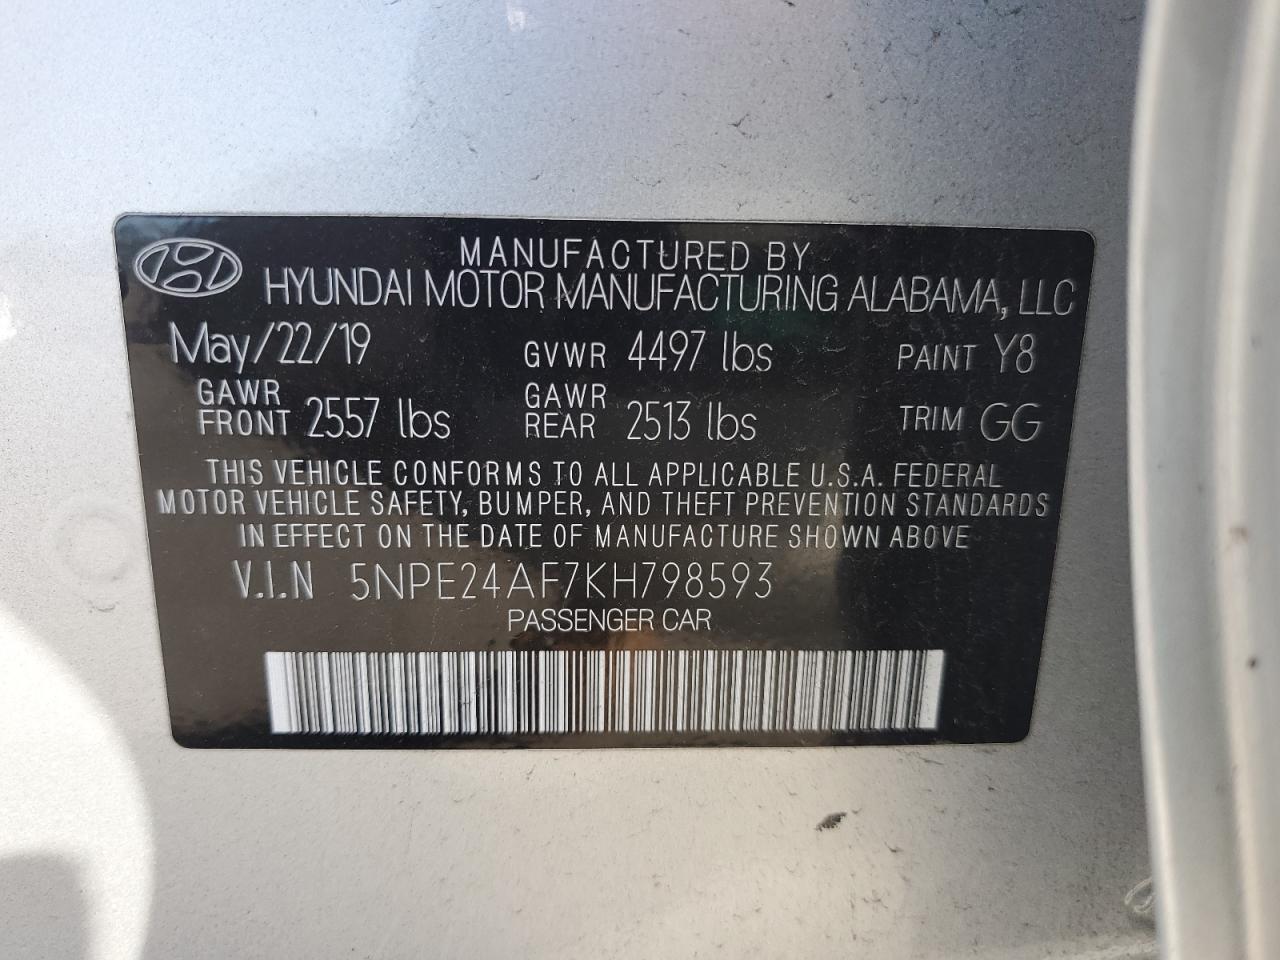 MANUFACTURED BY
HYUNDAI MOTOR MANUFACTURING ALABAMA, LLC
May/22/19 GVWR 4497 lbs PAINT Y8
GAWR FRONT 2557 lbs GAWR REAR 2513 lbs TRIM GG
THIS VEHICLE CONFORMS TO ALL APPLICABLE U.S.A. FEDERAL
MOTOR VEHICLE SAFETY, BUMPER, AND THEFT PREVENTION STANDARDS
IN EFFECT ON THE DATE OF MANUFACTURE SHOWN ABOVE
V.I.N 5NPE24AF7KH798593
PASSENGER CAR